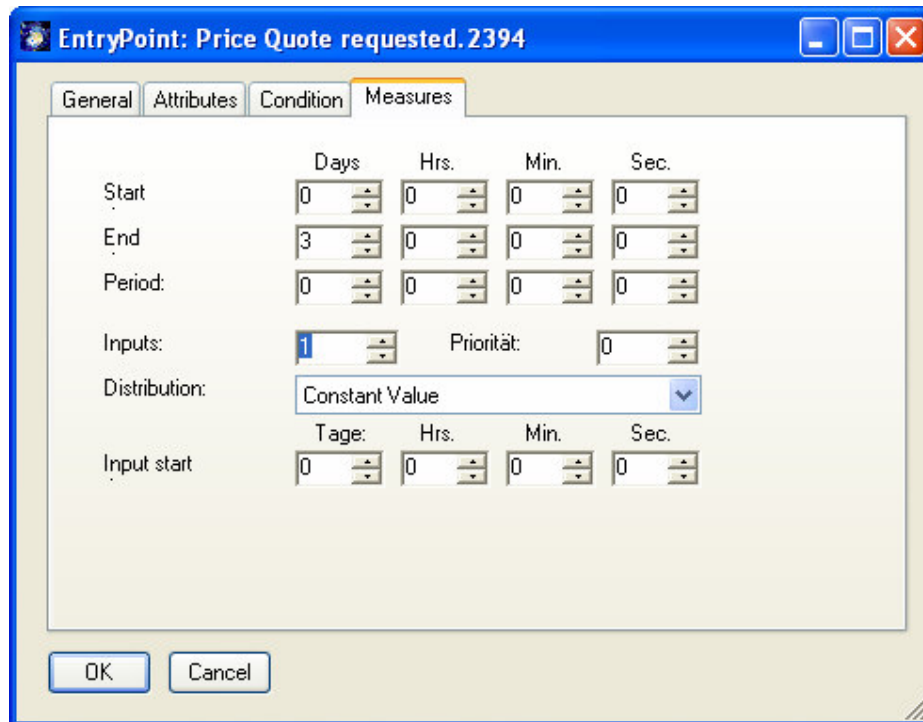 EntryPoint: Price Quote requested.2394
General Attributes Condition Measures
Days Hrs. Min. Sec.
Start 0 0 0 0
End 3 0 0 0
Period: 0 0 0 0
Inputs: 1 Priorität: 0
Distribution: Constant Value
Tage: Hrs. Min. Sec.
Input start 0 0 0 0
OK Cancel